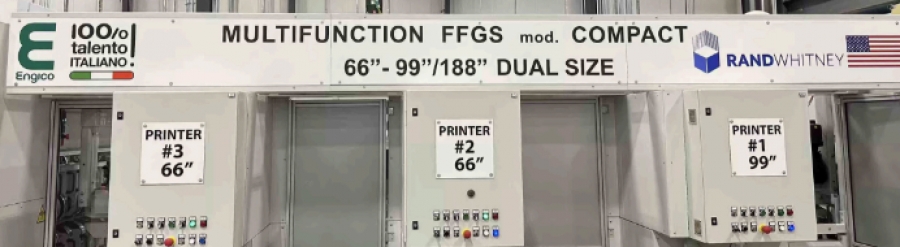 Engico
100%
talento!
ITALIANO
MULTIFUNCTION FFGS mod. COMPACT
66”- 99”/188” DUAL SIZE
RANDWHITNEY
PRINTER
#3
66”
PRINTER
#2
66”
PRINTER
#1
99”